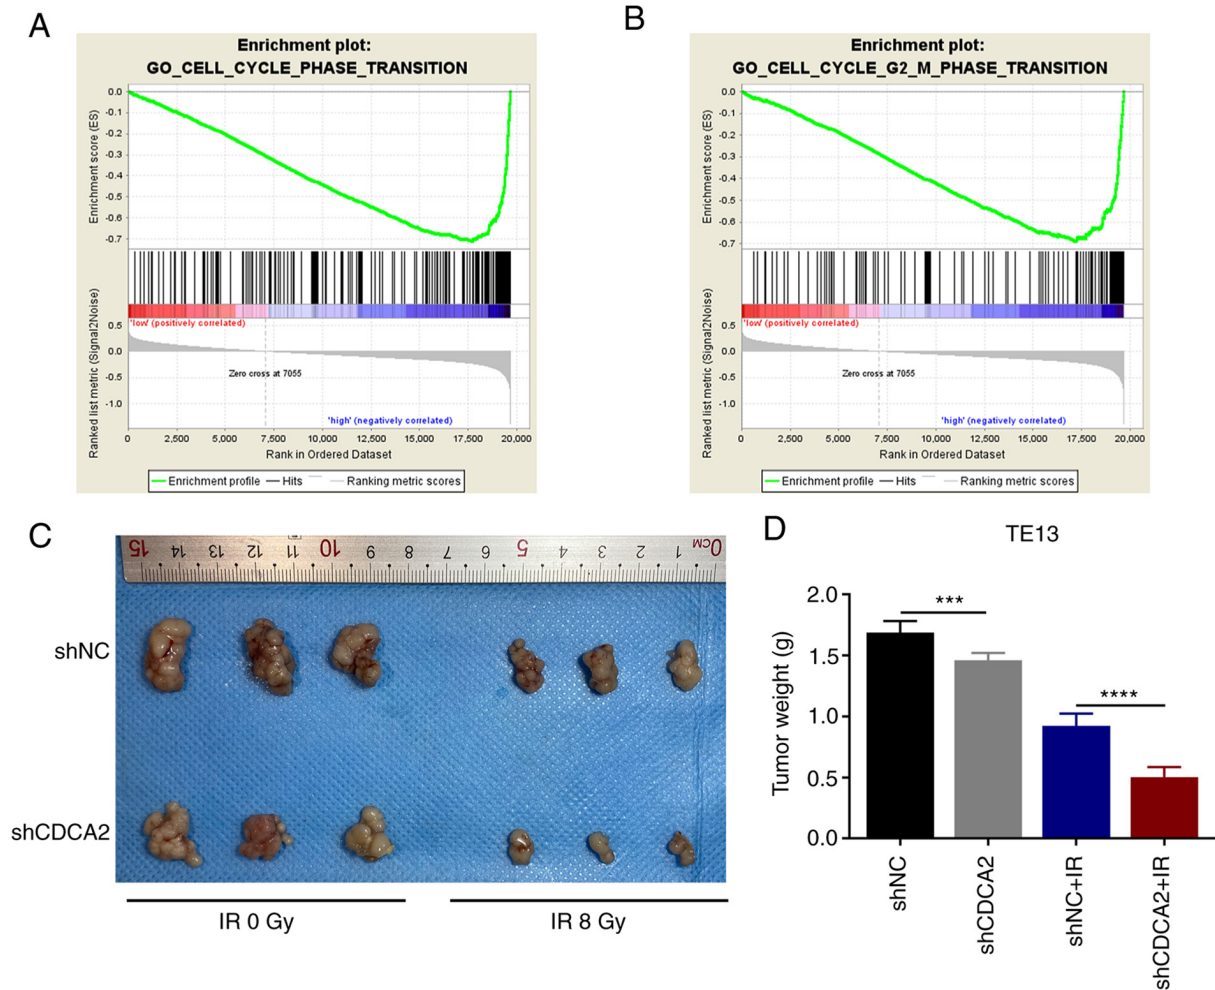 A
Enrichment plot:
GO_CELL_CYCLE_PHASE_TRANSITION
Enrichment score (ES)
0.0
-0.1
-0.2
-0.3
-0.4
-0.5
-0.6
-0.7
Ranked list metric (Signal2Noise)
'low' (positively correlated)
0.5
0.0
-0.5
-1.0
Zero cross at 7055
'high' (negatively correlated)
0 2,500 5,000 7,500 10,000 12,500 15,000 17,500 20,000
Rank in Ordered Dataset
Enrichment profile Hits Ranking metric scores
B
Enrichment plot:
GO_CELL_CYCLE_G2_M_PHASE_TRANSITION
Enrichment score (ES)
0.0
-0.1
-0.2
-0.3
-0.4
-0.5
-0.6
-0.7
Ranked list metric (Signal2Noise)
'low' (positively correlated)
0.5
0.0
-0.5
-1.0
Zero cross at 7055
'high' (negatively correlated)
0 2,500 5,000 7,500 10,000 12,500 15,000 17,500 20,000
Rank in Ordered Dataset
Enrichment profile Hits Ranking metric scores
C
15 14 13 12 11 10 9 8 7 6 5 4 3 2 1 0CM
shNC
shCDCA2
IR 0 Gy IR 8 Gy
D
TE13
Tumor weight (g)
2.0
1.5
1.0
0.5
0.0
***
****
shNC
shCDCA2
shNC+IR
shCDCA2+IR